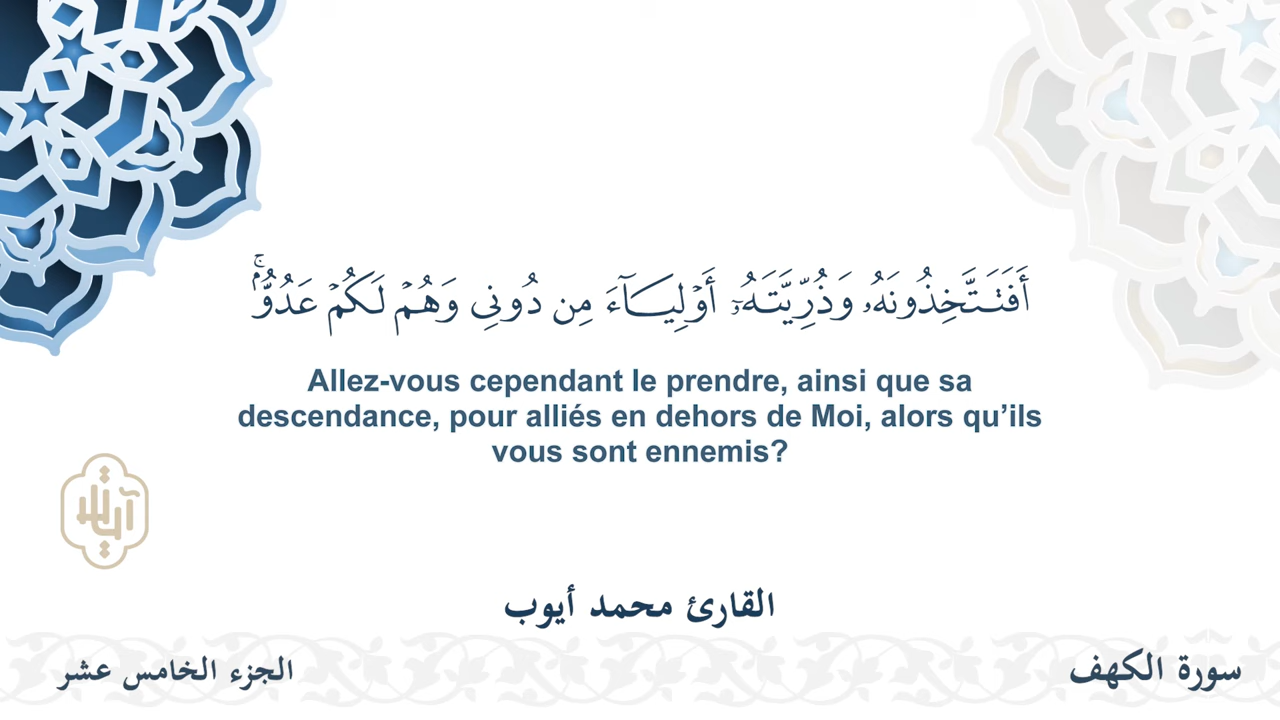 أَفَتَتَّخِذُونَهُۥ وَذُرِّيَّتَهُۥٓ أَوْلِيَآءَ مِن دُونِى وَهُمْ لَكُمْ عَدُوٌّۢ ۚ
Allez-vous cependant le prendre, ainsi que sa
descendance, pour alliés en dehors de Moi, alors qu’ils
vous sont ennemis?
القارئ محمد أيوب
سورة الكهف
الجزء الخامس عشر